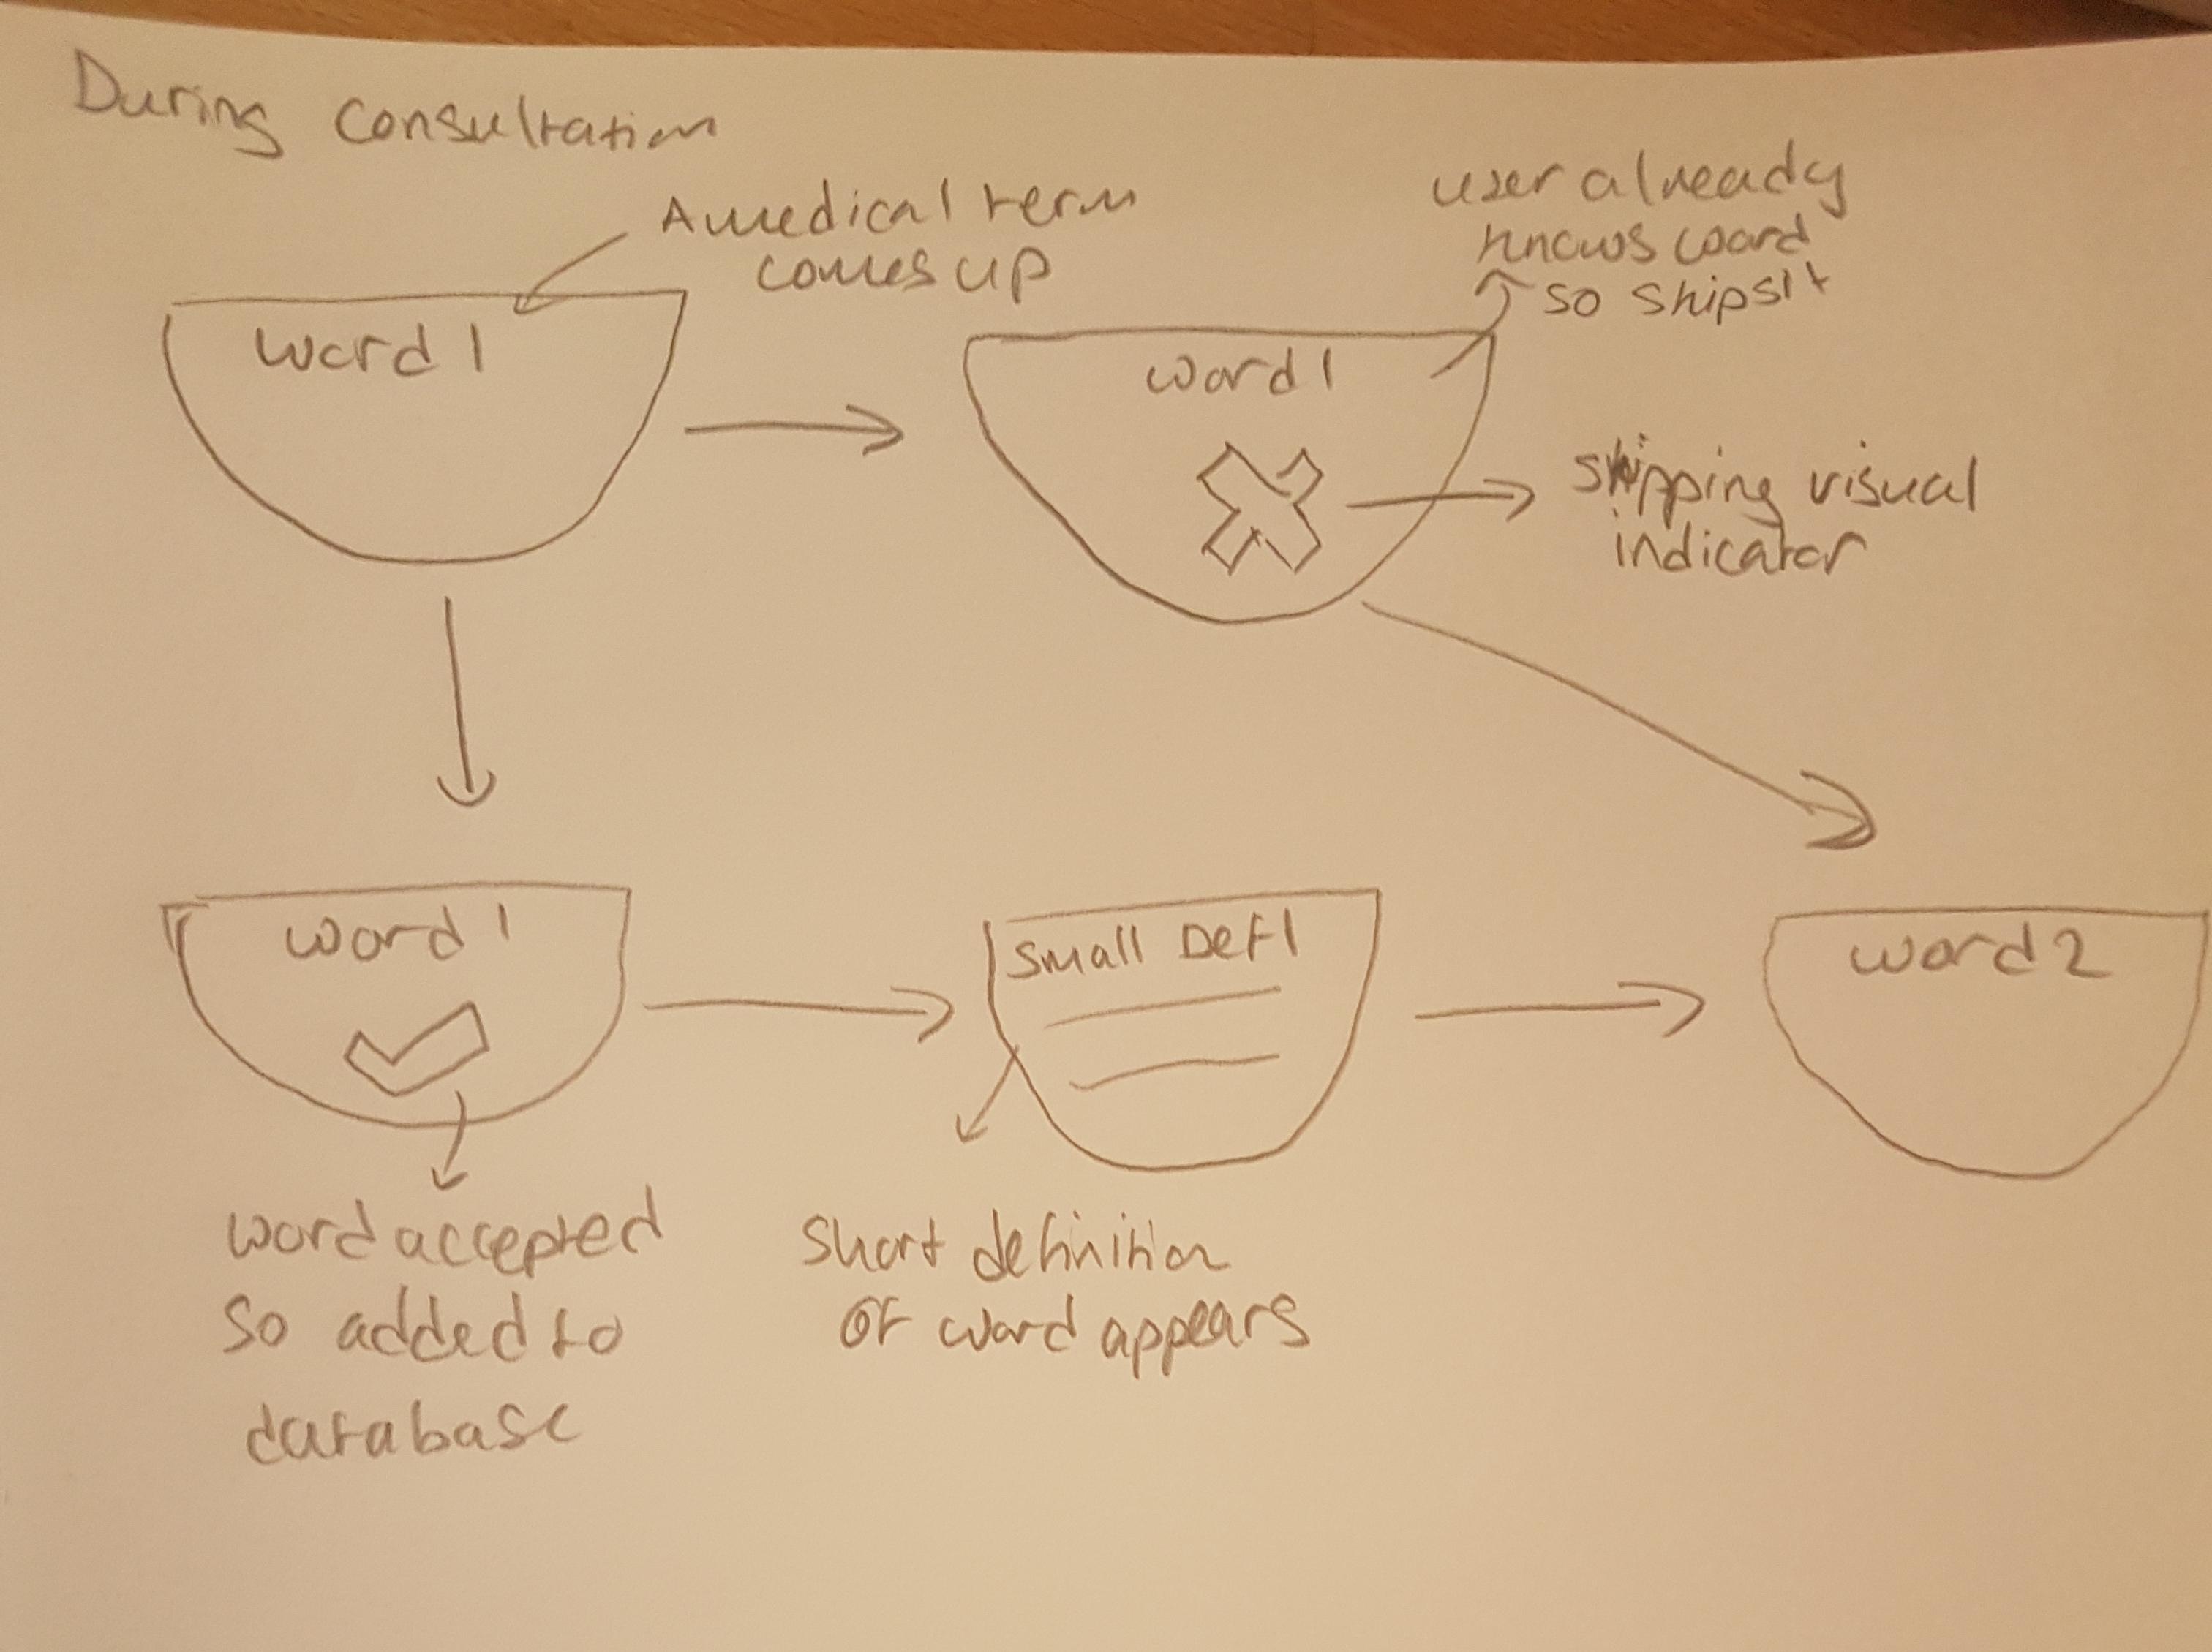 During consultation
A medical term
comes up
user already
knows word
so skips it
word 1
word 1
skipping visual
indicator
word 1
small Def 1
word 2
word accepted
so added to
database
short definition
of word appears